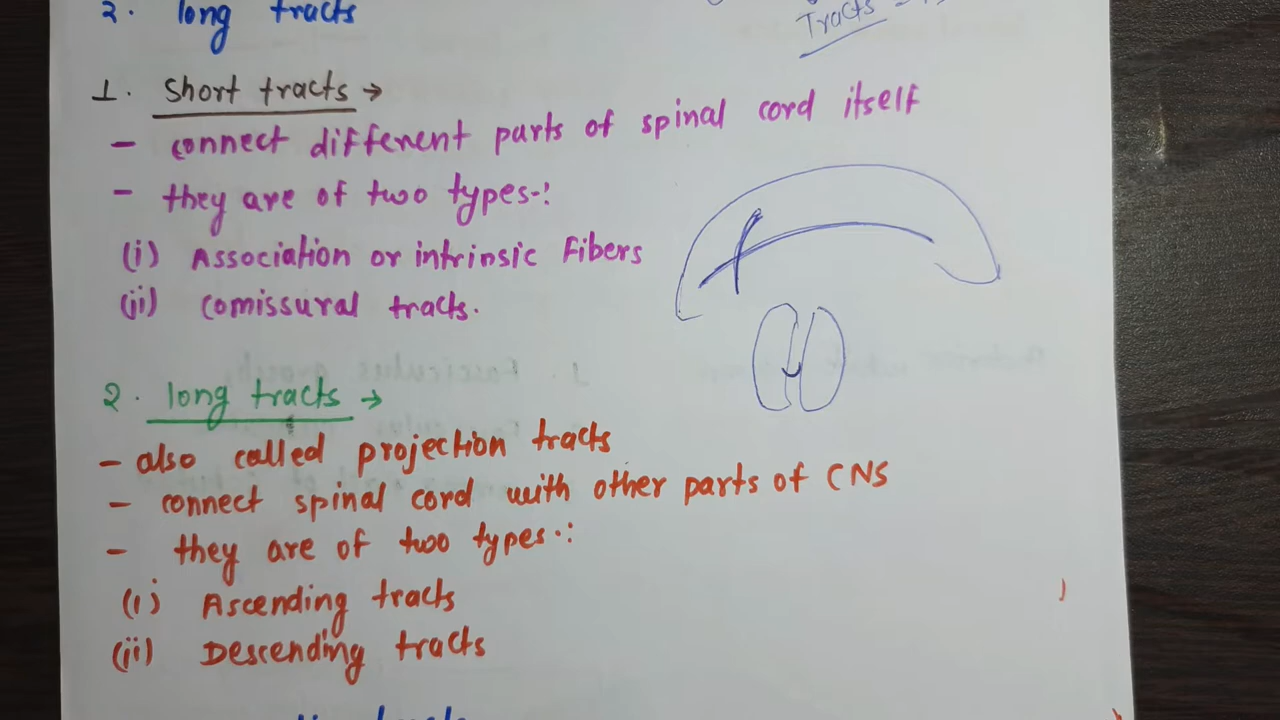 2. long tracts
Tracts
1. Short tracts →
- connect different parts of spinal cord itself
- they are of two types-:
(i) Association or intrinsic Fibers
(ii) comissural tracts.
2. long tracts →
- also called projection tracts
- connect spinal cord with other parts of CNS
- they are of two types-:
(i) Ascending tracts
(ii) Descending tracts